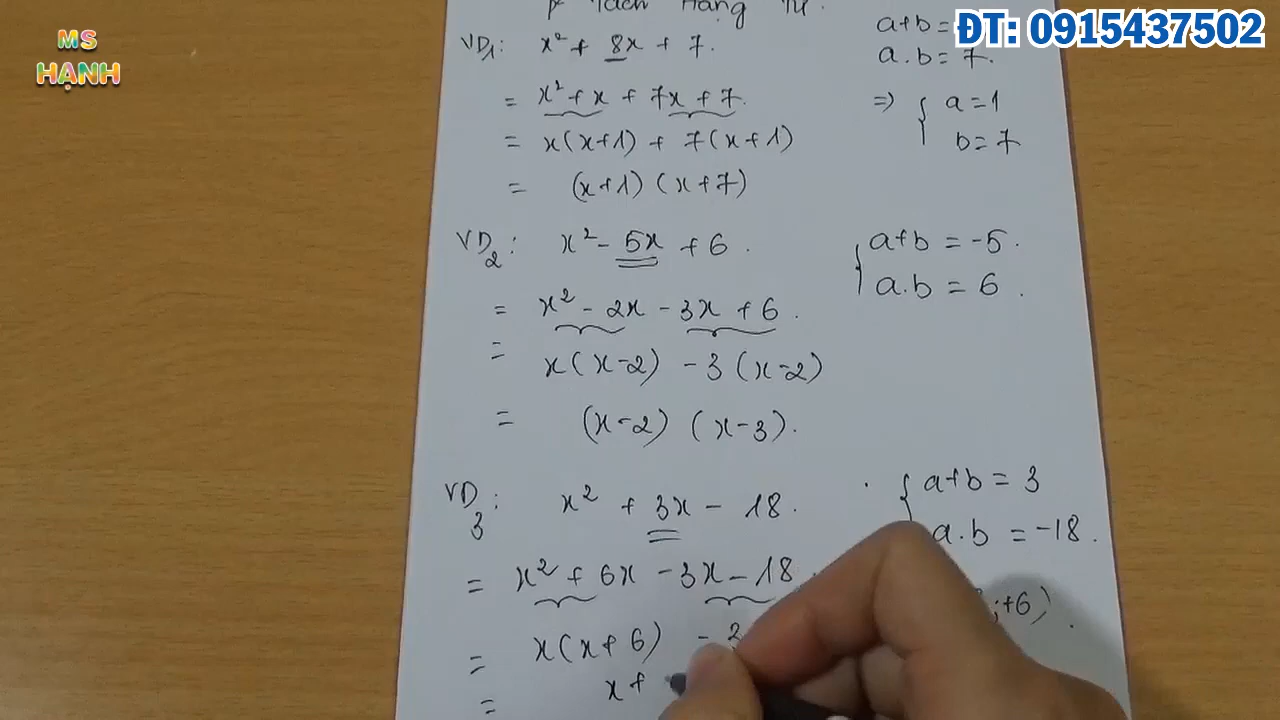 MS
HẠNH
ĐT: 0915437502
Tách Hạng Tử.
VD1: x² + 8x + 7.
a+b=
a.b = 7.
= x² + x + 7x + 7.
=> { a = 1
b = 7
= x(x+1) + 7(x+1)
= (x+1)(x+7)
VD2: x² - 5x + 6.
{ a+b = -5.
a.b = 6.
= x² - 2x - 3x + 6.
= x(x-2) - 3(x-2)
= (x-2)(x-3).
VD3: x² + 3x - 18.
{ a+b = 3
a.b = -18.
= x² + 6x - 3x - 18.
;+6).
= x(x+6) -
= x +